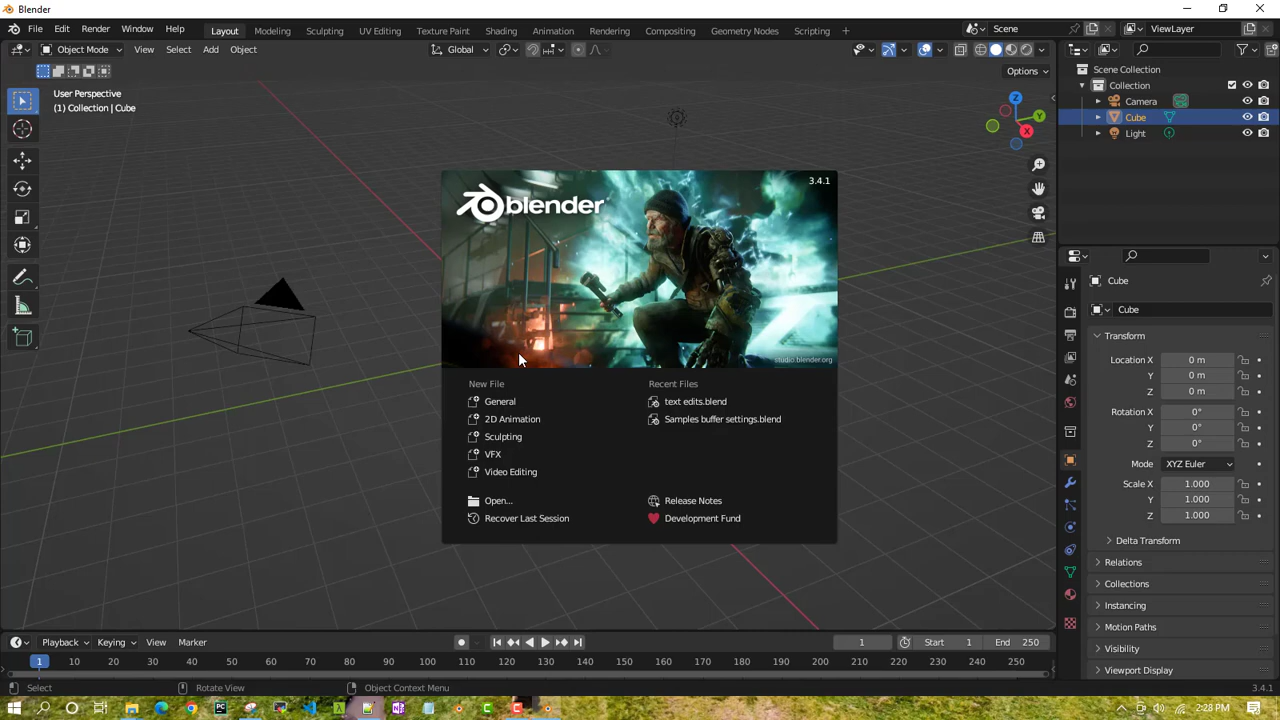 Blender
File Edit Render Window Help Layout Modeling Sculpting UV Editing Texture Paint Shading Animation Rendering Compositing Geometry Nodes Scripting + Scene ViewLayer
Object Mode View Select Add Object Global
Options
User Perspective
(1) Collection | Cube
Z
Y
X
Scene Collection
Collection
Camera
Cube
Light
3.4.1
blender
studio.blender.org
New File
General
2D Animation
Sculpting
VFX
Video Editing
Open...
Recover Last Session
Recent Files
text edits.blend
Samples buffer settings.blend
Release Notes
Development Fund
Cube
Cube
Transform
Location X 0 m
Y 0 m
Z 0 m
Rotation X 0°
Y 0°
Z 0°
Mode XYZ Euler
Scale X 1.000
Y 1.000
Z 1.000
Delta Transform
Relations
Collections
Instancing
Motion Paths
Visibility
Viewport Display
Playback Keying View Marker 1 Start 1 End 250
1 10 20 30 40 50 60 70 80 90 100 110 120 130 140 150 160 170 180 190 200 210 220 230 240 250
Select Rotate View Object Context Menu 3.4.1
PC 2:28 PM